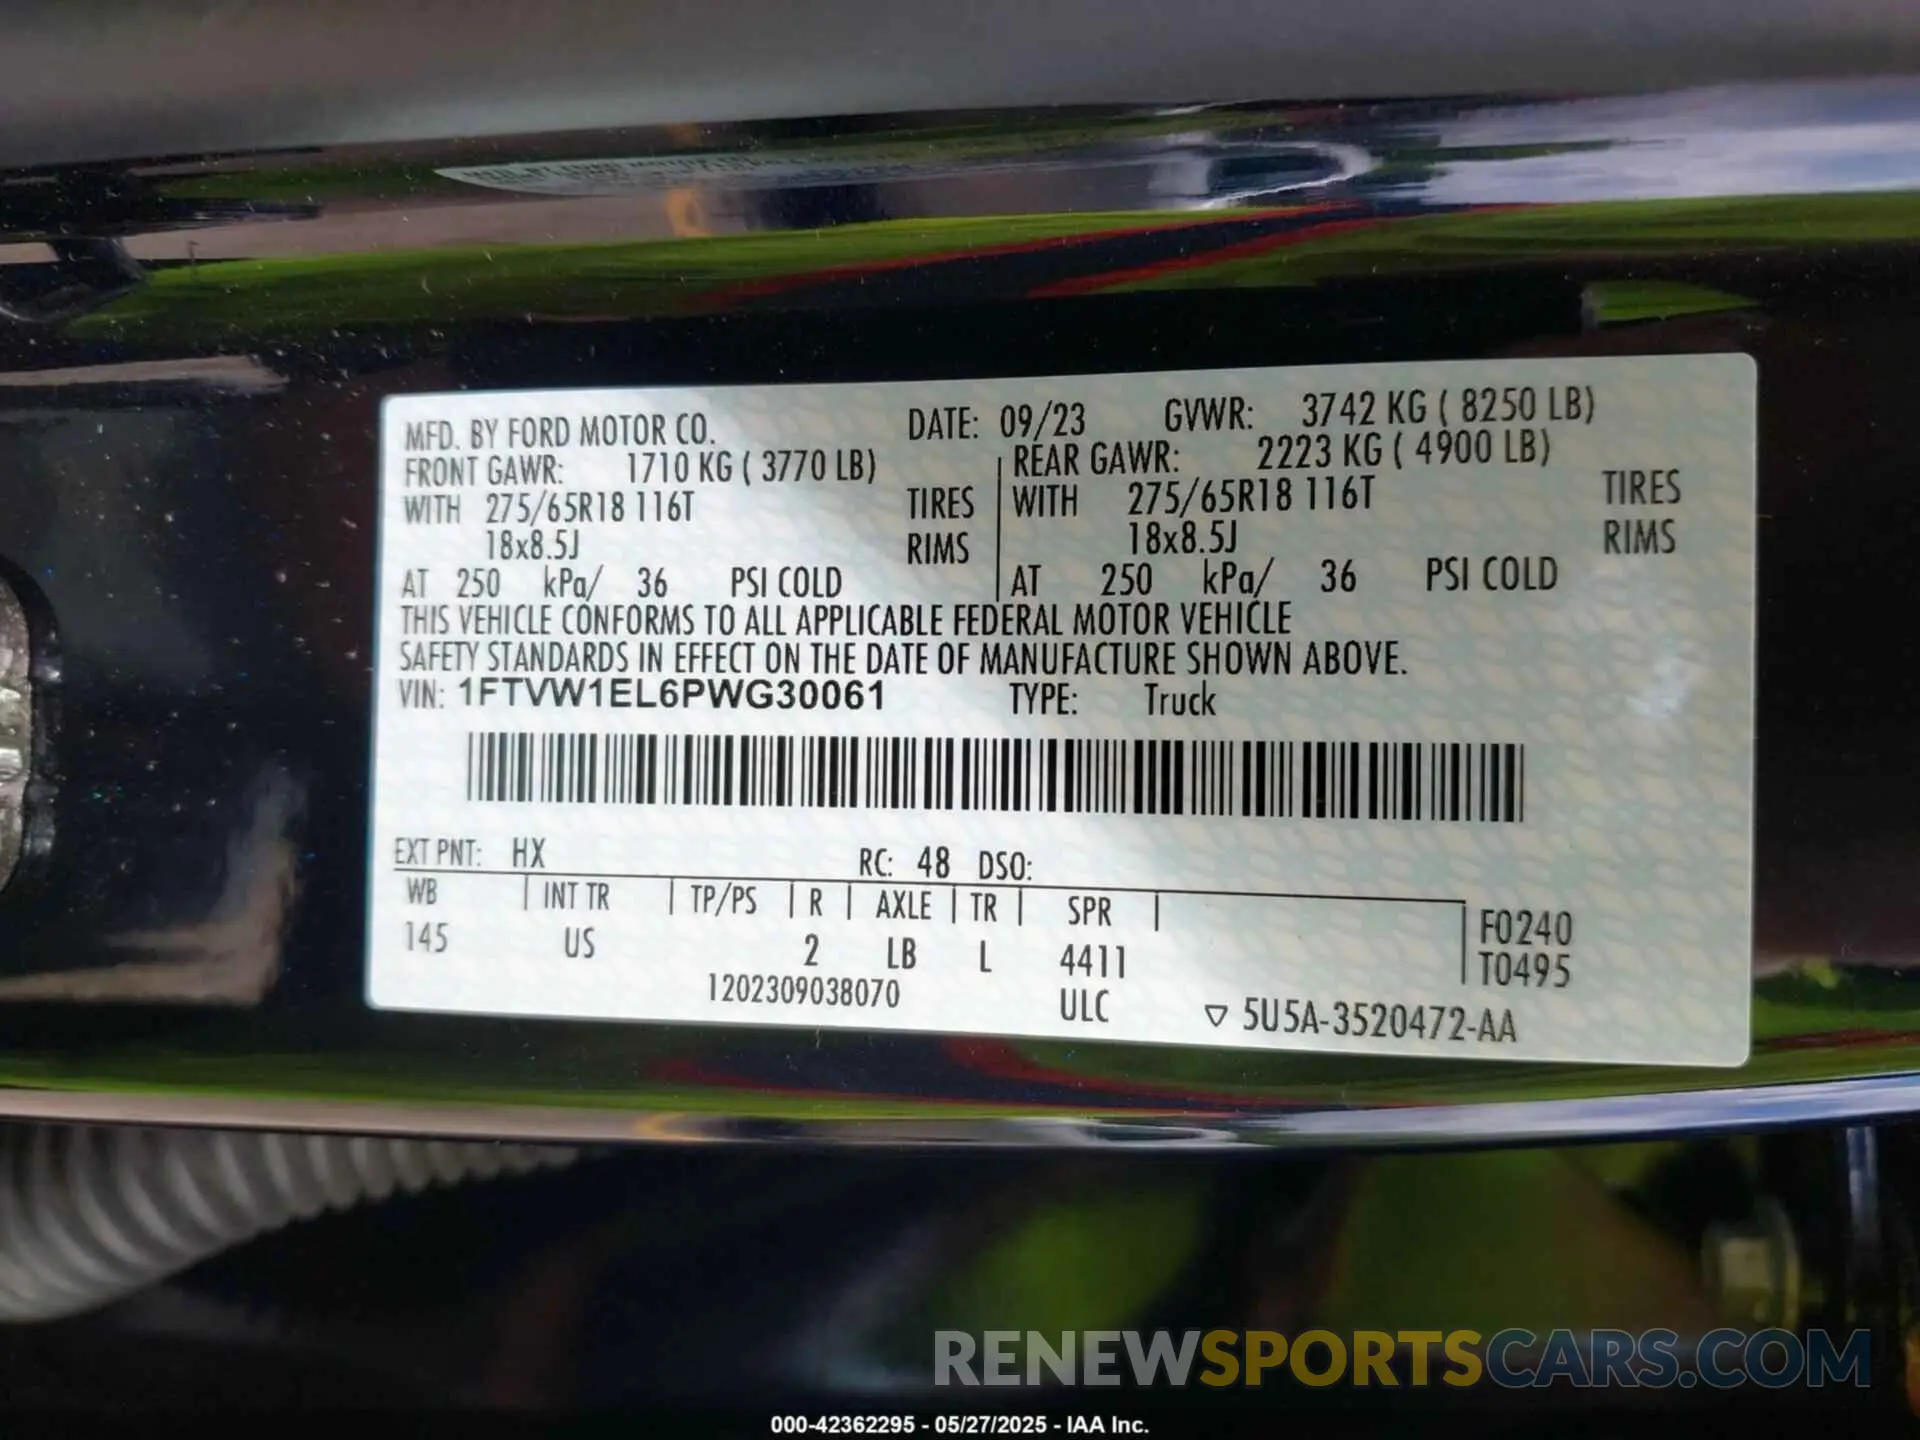 MFD. BY FORD MOTOR CO. DATE: 09/23 GVWR: 3742 KG ( 8250 LB)
FRONT GAWR: 1710 KG ( 3770 LB) REAR GAWR: 2223 KG ( 4900 LB)
WITH 275/65R18 116T TIRES WITH 275/65R18 116T TIRES
18x8.5J RIMS 18x8.5J RIMS
AT 250 kPa/ 36 PSI COLD AT 250 kPa/ 36 PSI COLD
THIS VEHICLE CONFORMS TO ALL APPLICABLE FEDERAL MOTOR VEHICLE
SAFETY STANDARDS IN EFFECT ON THE DATE OF MANUFACTURE SHOWN ABOVE.
VIN: 1FTVW1EL6PWG30061 TYPE: Truck
EXT PNT: HX RC: 48 DSO:
WB INT TR TP/PS R AXLE TR SPR F0240
145 US 2 LB L 4411 T0495
1202309038070 ULC ▽ 5U5A-3520472-AA
RENEWSPORTSCARS.COM
000-42362295 - 05/27/2025 - IAA Inc.